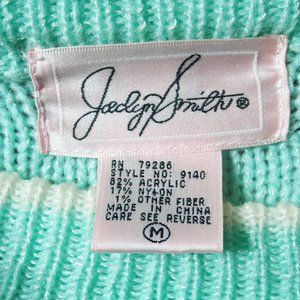 Jaclyn Smith®
RN 79286
STYLE NO: 9140
82% ACRYLIC
17% NYLON
1% OTHER FIBER
MADE IN CHINA
CARE SEE REVERSE
M